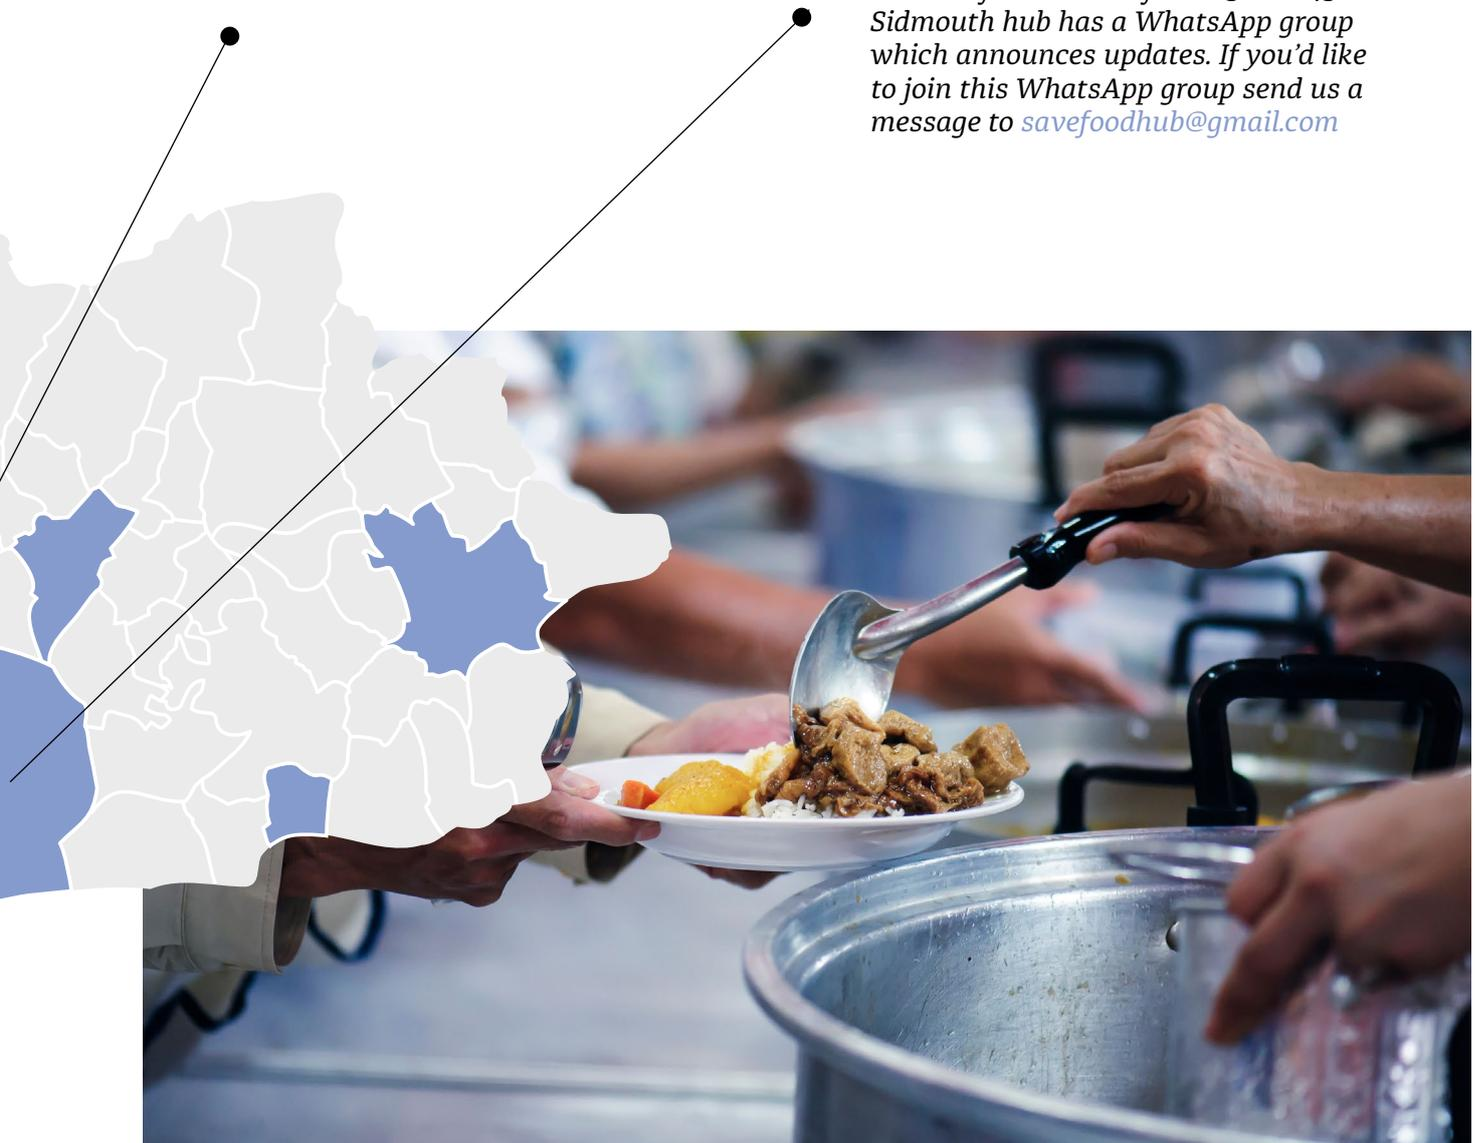 Sidmouth hub has a WhatsApp group
which announces updates. If you’d like
to join this WhatsApp group send us a
message to savefoodhub@gmail.com